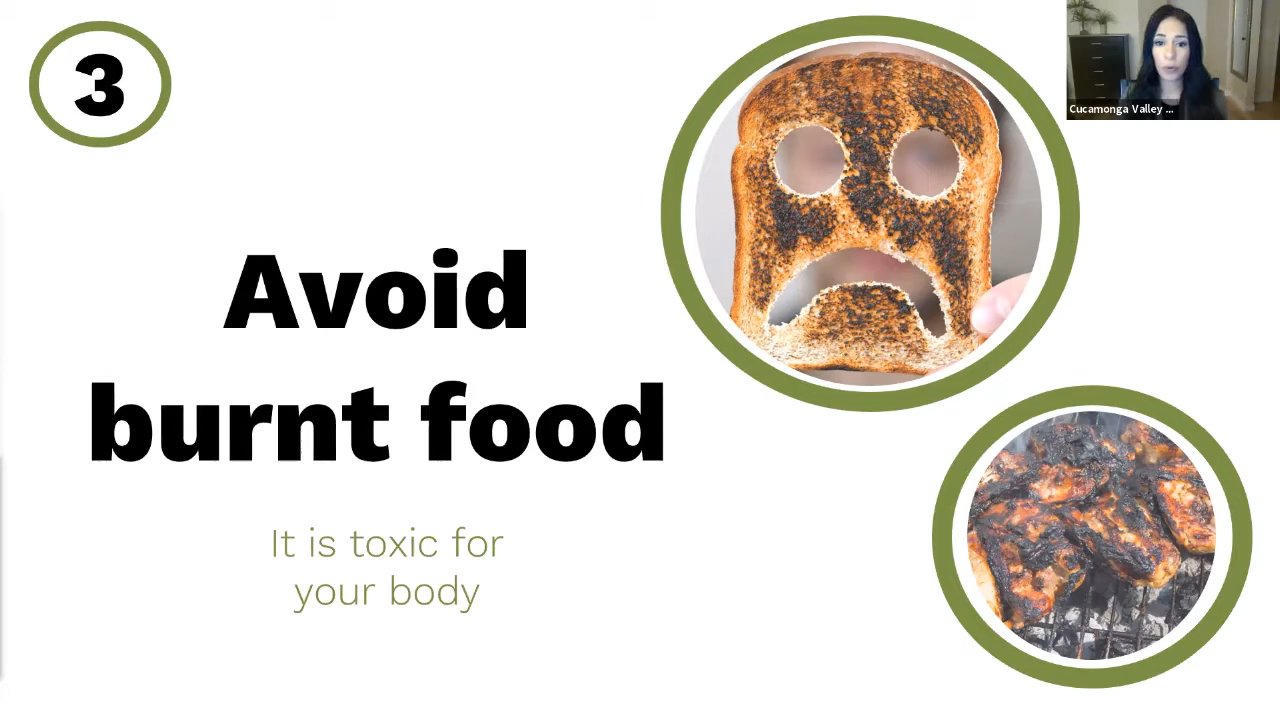 3
Cucamonga Valley ...
Avoid
burnt food
It is toxic for
your body